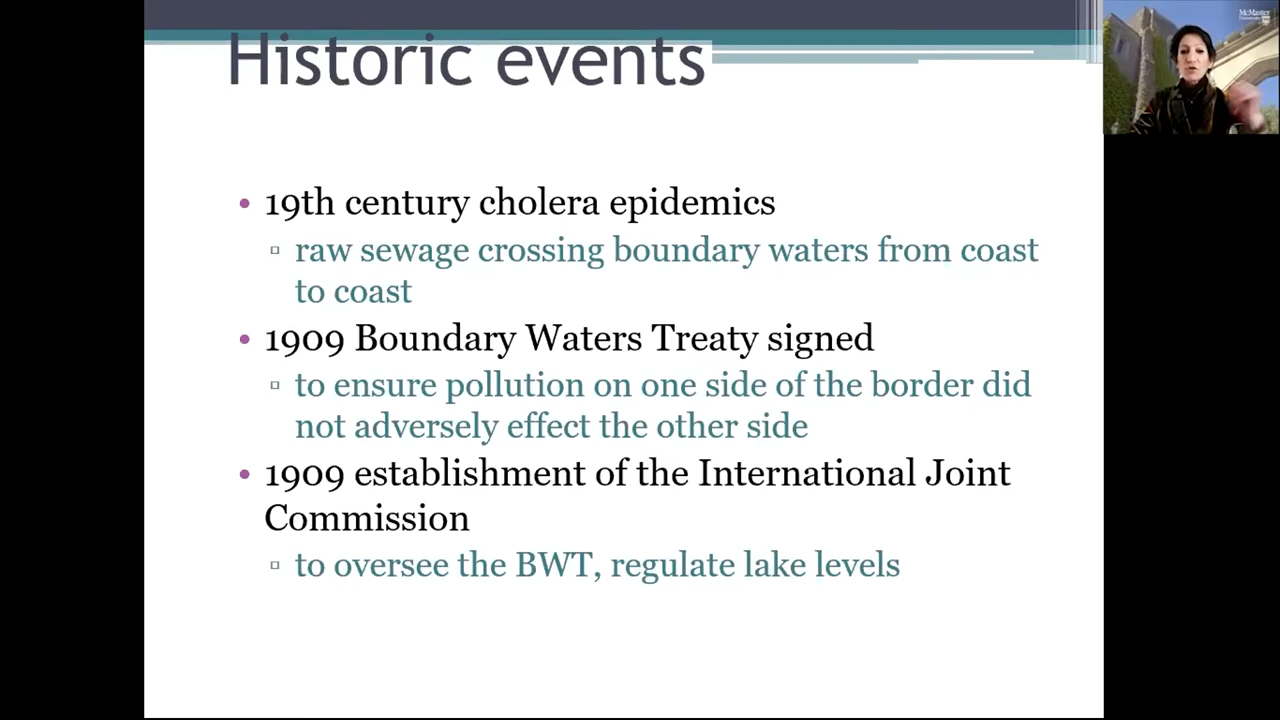 Historic events
McMaster
University
• 19th century cholera epidemics
▫ raw sewage crossing boundary waters from coast
to coast
• 1909 Boundary Waters Treaty signed
▫ to ensure pollution on one side of the border did
not adversely effect the other side
• 1909 establishment of the International Joint
Commission
▫ to oversee the BWT, regulate lake levels